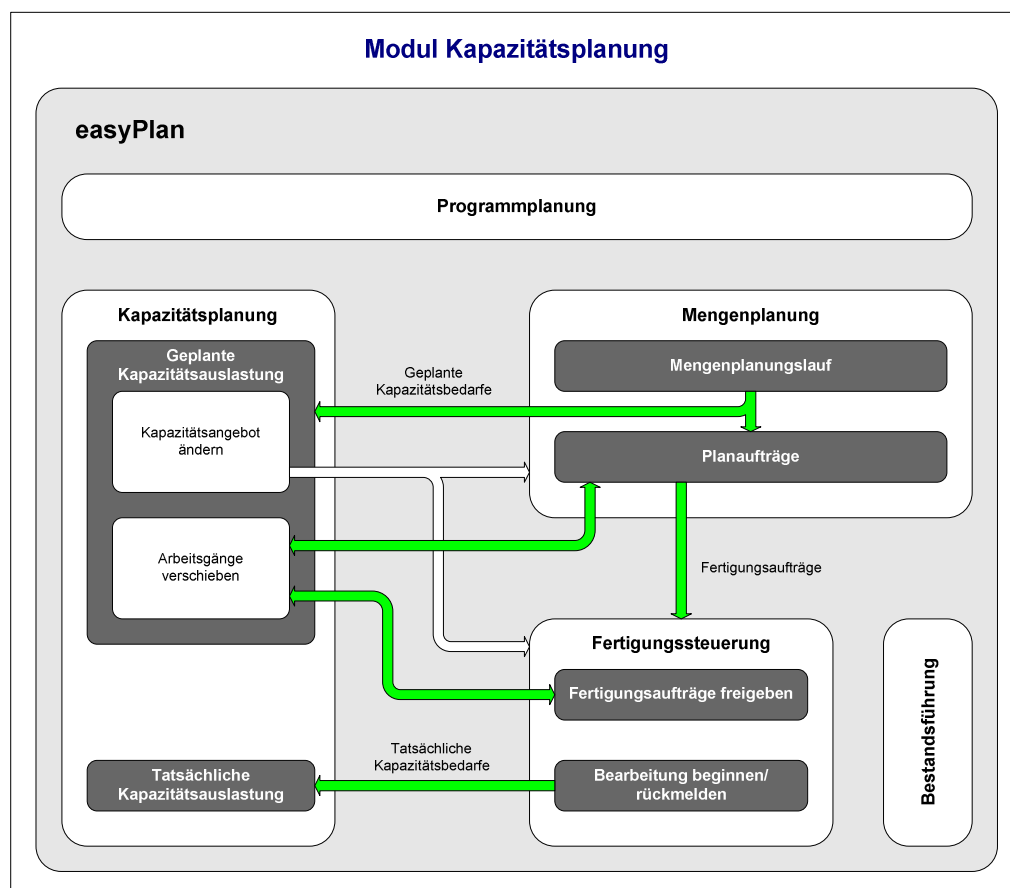 Modul Kapazitätsplanung
easyPlan
Programmplanung
Kapazitätsplanung
Geplante
Kapazitätsauslastung
Kapazitätsangebot
ändern
Arbeitsgänge
verschieben
Tatsächliche
Kapazitätsauslastung
Geplante
Kapazitätsbedarfe
Tatsächliche
Kapazitätsbedarfe
Mengenplanung
Mengenplanungslauf
Planaufträge
Fertigungsaufträge
Fertigungssteuerung
Fertigungsaufträge freigeben
Bearbeitung beginnen/
rückmelden
Bestandsführung